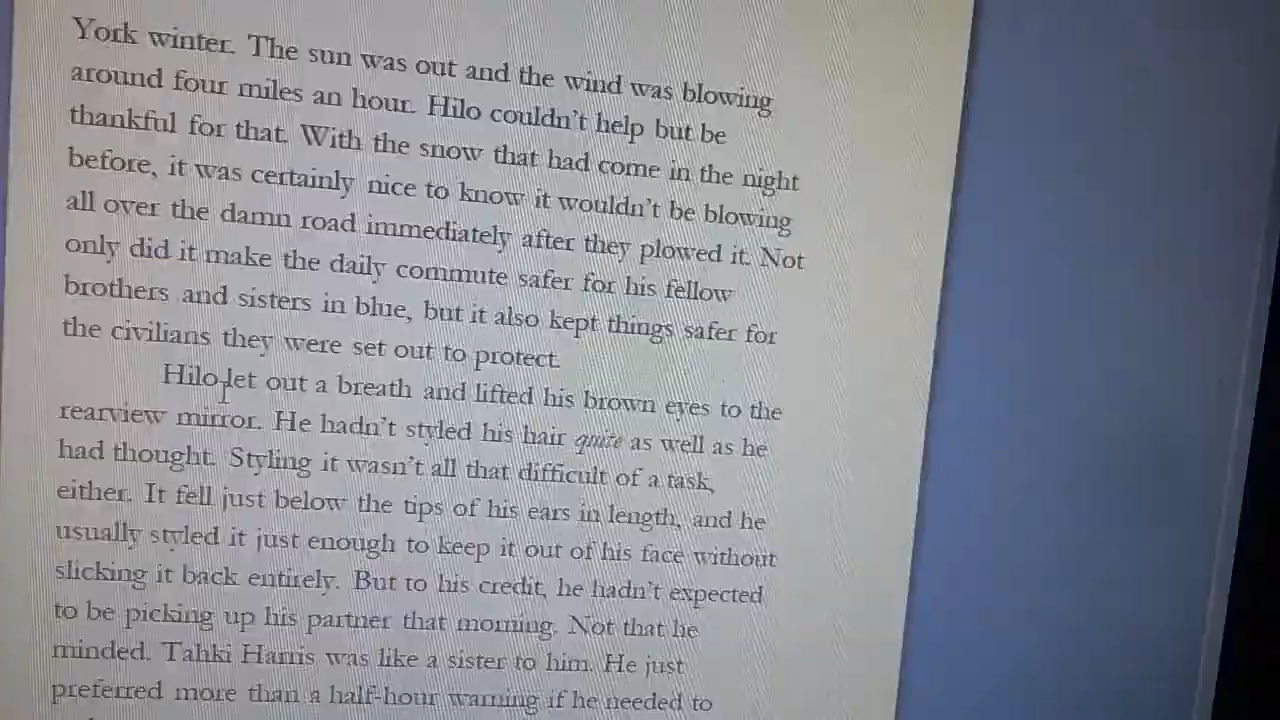 York winter. The sun was out and the wind was blowing
around four miles an hour. Hilo couldn't help but be
thankful for that. With the snow that had come in the night
before, it was certainly nice to know it wouldn't be blowing
all over the damn road immediately after they plowed it. Not
only did it make the daily commute safer for his fellow
brothers and sisters in blue, but it also kept things safer for
the civilians they were set out to protect.
Hilo let out a breath and lifted his brown eyes to the
rearview mirror. He hadn't styled his hair quite as well as he
had thought. Styling it wasn't all that difficult of a task,
either. It fell just below the tips of his ears in length, and he
usually styled it just enough to keep it out of his face without
slicking it back entirely. But to his credit, he hadn't expected
to be picking up his partner that morning. Not that he
minded. Tahki Harris was like a sister to him. He just
preferred more than a half-hour warning if he needed to